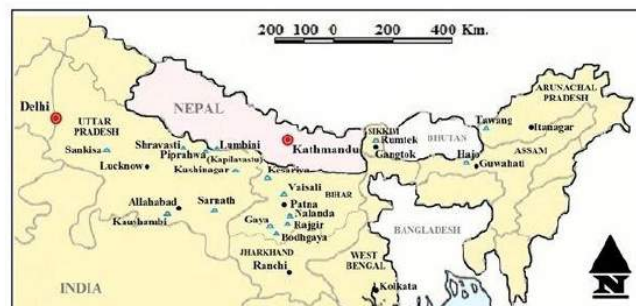 200 100 0 200 400 Km.
ARUNACHAL
PRADESH
Delhi
NEPAL
UTTAR
PRADESH
Sankisa
Shravasti
Lumbini
Piprahwa
(Kapilavastu)
Kushinagar
Lucknow
Kathmandu
Kesariya
SIKKIM
Rumtek
Gangtok
BHUTAN
Tawang
Itanagar
ASSAM
Hajo
Guwahati
Vaisali
BIHAR
Patna
Nalanda
Rajgir
Gaya
Bodhgaya
Allahabad
Sarnath
Kaushambi
BANGLADESH
JHARKHAND
Ranchi
WEST
BENGAL
Kolkata
INDIA
N